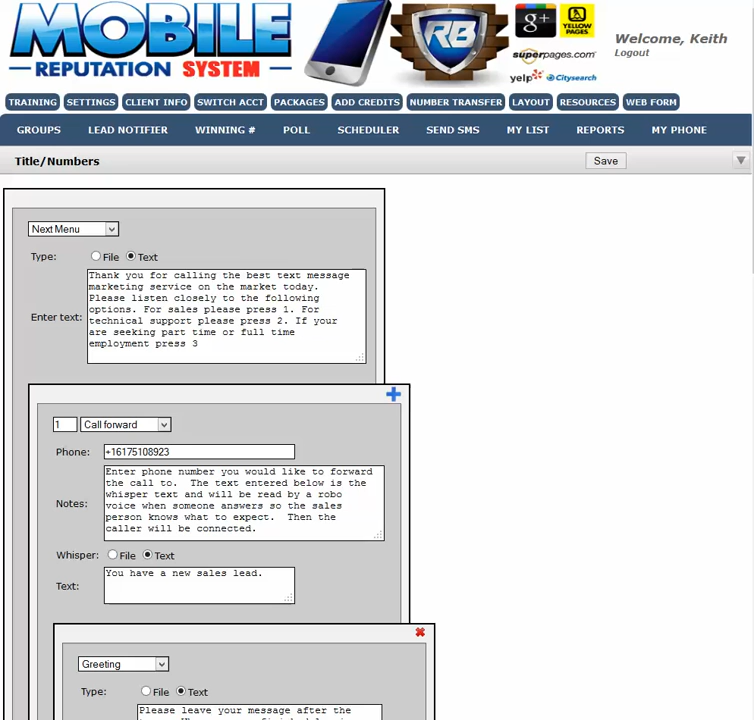 MOBILE
REPUTATION SYSTEM
RB
g+
YELLOW PAGES
superpages.com
yelp Citysearch
Welcome, Keith
Logout
TRAINING SETTINGS CLIENT INFO SWITCH ACCT PACKAGES ADD CREDITS NUMBER TRANSFER LAYOUT RESOURCES WEB FORM
GROUPS LEAD NOTIFIER WINNING # POLL SCHEDULER SEND SMS MY LIST REPORTS MY PHONE
Title/Numbers Save
Next Menu
Type: File Text
Enter text:
Thank you for calling the best text message
marketing service on the market today.
Please listen closely to the following
options. For sales please press 1. For
technical support please press 2. If your
are seeking part time or full time
employment press 3
1 Call forward
Phone: +16175108923
Notes:
Enter phone number you would like to forward
the call to. The text entered below is the
whisper text and will be read by a robo
voice when someone answers so the sales
person knows what to expect. Then the
caller will be connected.
Whisper: File Text
Text: You have a new sales lead.
Greeting
Type: File Text
Please leave your message after the